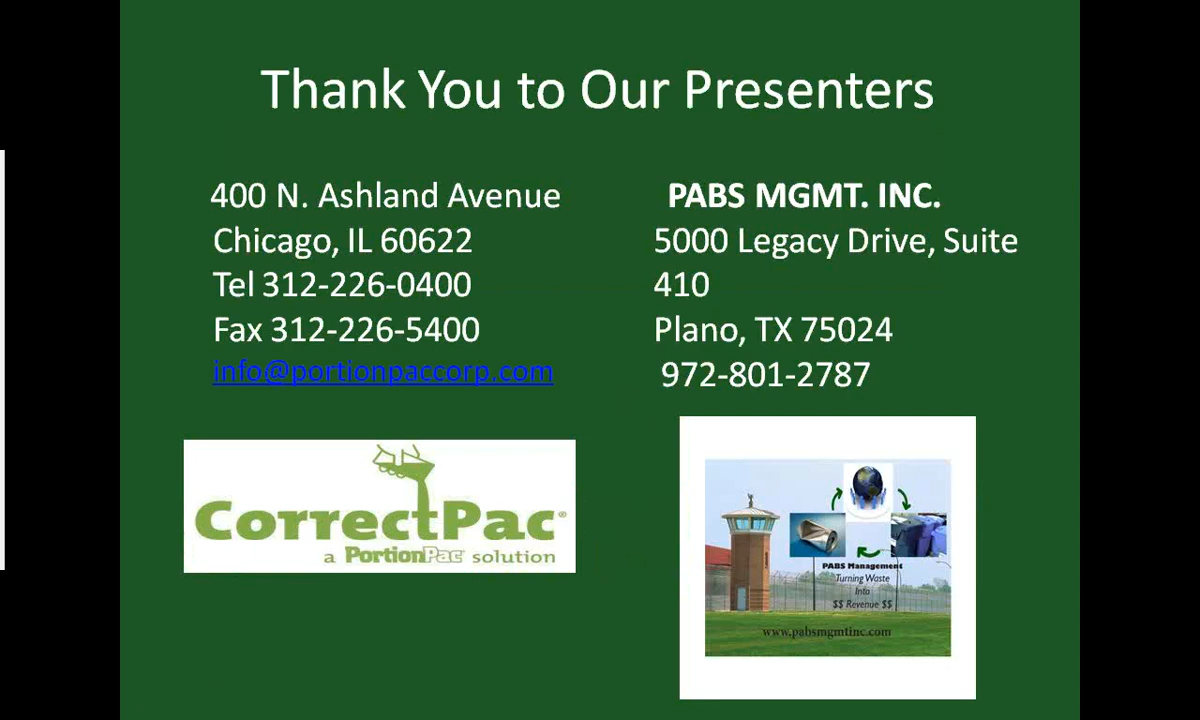 Thank You to Our Presenters
400 N. Ashland Avenue
Chicago, IL 60622
Tel 312-226-0400
Fax 312-226-5400
info@portionpaccorp.com
PABS MGMT. INC.
5000 Legacy Drive, Suite
410
Plano, TX 75024
972-801-2787
CorrectPac®
a PortionPac solution
PABS Management
Turning Waste
Into
$$ Revenue $$
www.pabsmgmtinc.com